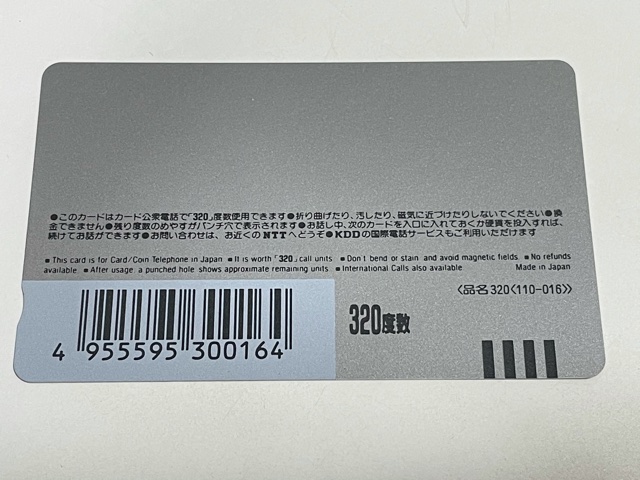 ●このカードはカード公衆電話で「320」度数使用できます●折り曲げたり、汚したり、磁気に近づけたりしないでください●換
金できません●残り度数のめやすがパンチ穴で表示されます●お話し中、次のカードを入口に入れておくか硬貨を投入すれば、
続けてお話ができます●お問い合わせは、お近くのNTTへどうぞ●KDDの国際電話サービスもご利用いただけます
■This card is for Card/Coin Telephone in Japan ■It is worth「320」call units ■Don't bend or stain and avoid magnetic fields ■No refunds
available ■After usage a punched hole shows approximate remaining units ■International Calls also available Made in Japan
〈品名320〈110-016〉〉
4 955595 300164
320度数